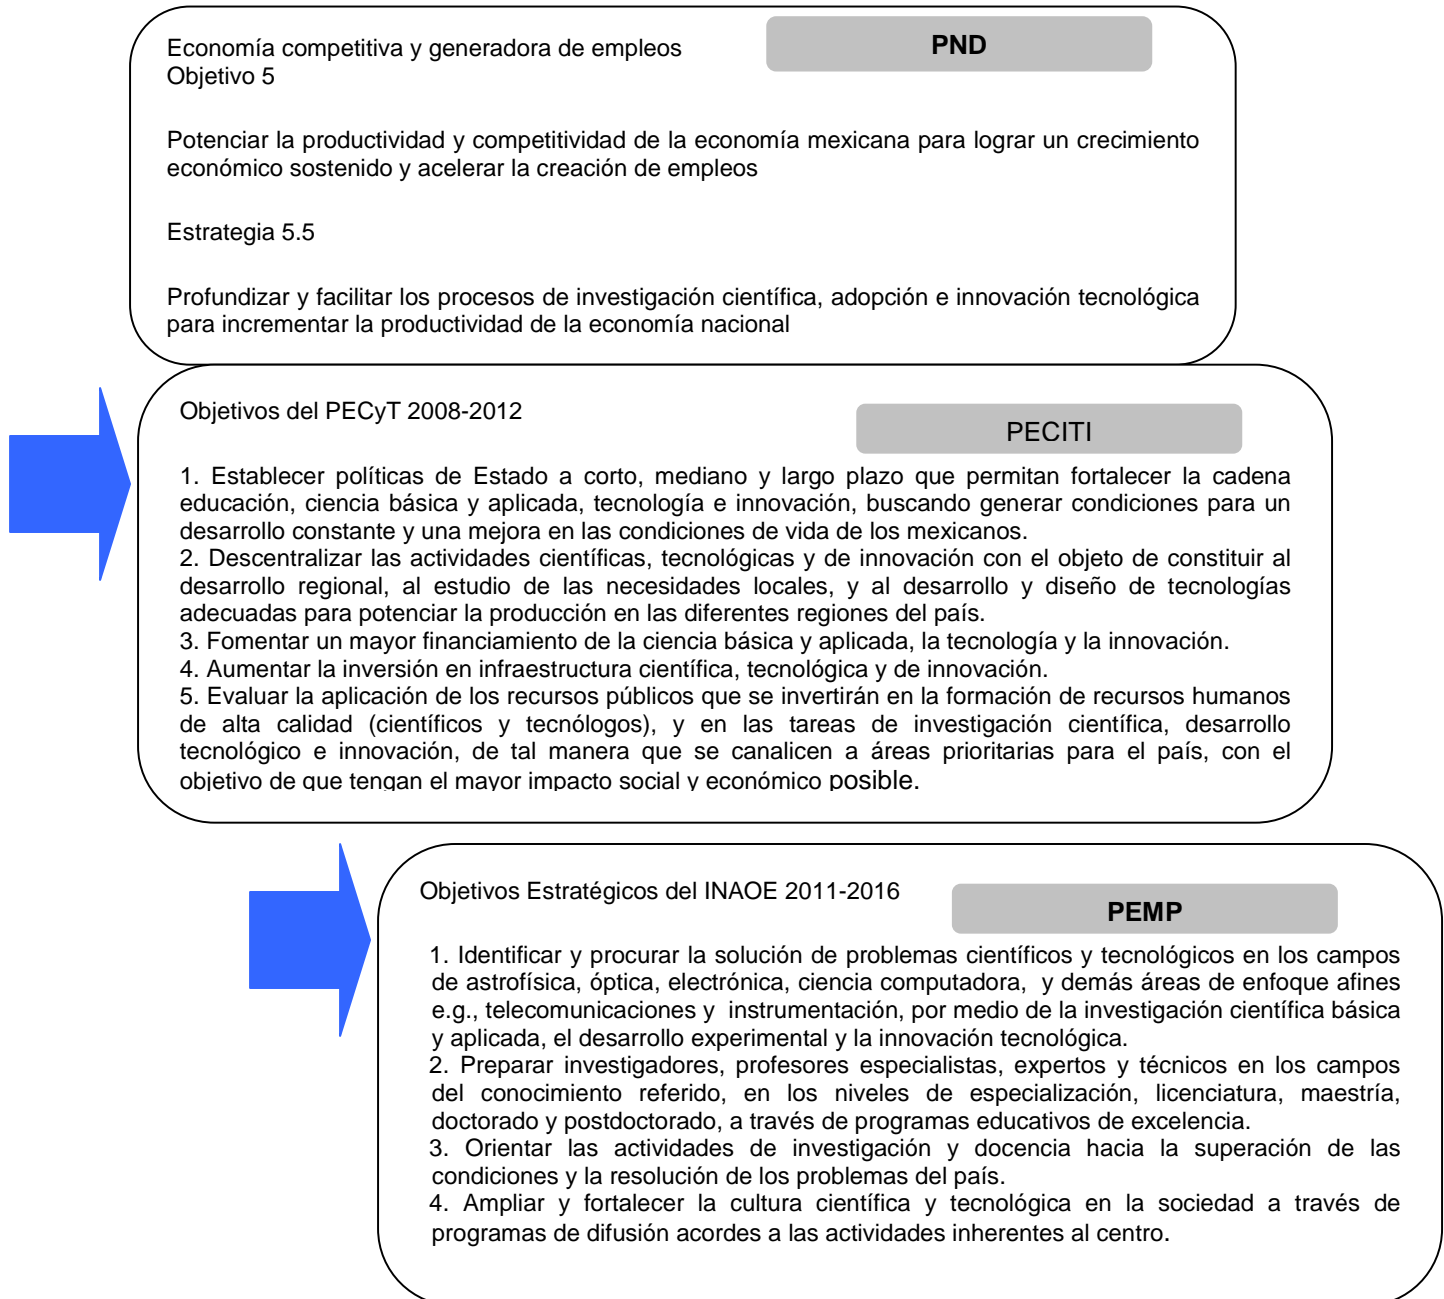 Economía competitiva y generadora de empleos
PND
Objetivo 5
Potenciar la productividad y competitividad de la economía mexicana para lograr un crecimiento
económico sostenido y acelerar la creación de empleos
Estrategia 5.5
Profundizar y facilitar los procesos de investigación científica, adopción e innovación tecnológica
para incrementar la productividad de la economía nacional
Objetivos del PECyT 2008-2012
PECITI
1. Establecer políticas de Estado a corto, mediano y largo plazo que permitan fortalecer la cadena
educación, ciencia básica y aplicada, tecnología e innovación, buscando generar condiciones para un
desarrollo constante y una mejora en las condiciones de vida de los mexicanos.
2. Descentralizar las actividades científicas, tecnológicas y de innovación con el objeto de constituir al
desarrollo regional, al estudio de las necesidades locales, y al desarrollo y diseño de tecnologías
adecuadas para potenciar la producción en las diferentes regiones del país.
3. Fomentar un mayor financiamiento de la ciencia básica y aplicada, la tecnología y la innovación.
4. Aumentar la inversión en infraestructura científica, tecnológica y de innovación.
5. Evaluar la aplicación de los recursos públicos que se invertirán en la formación de recursos humanos
de alta calidad (científicos y tecnólogos), y en las tareas de investigación científica, desarrollo
tecnológico e innovación, de tal manera que se canalicen a áreas prioritarias para el país, con el
objetivo de que tengan el mayor impacto social y económico posible.
Objetivos Estratégicos del INAOE 2011-2016
PEMP
1. Identificar y procurar la solución de problemas científicos y tecnológicos en los campos
de astrofísica, óptica, electrónica, ciencia computadora, y demás áreas de enfoque afines
e.g., telecomunicaciones y instrumentación, por medio de la investigación científica básica
y aplicada, el desarrollo experimental y la innovación tecnológica.
2. Preparar investigadores, profesores especialistas, expertos y técnicos en los campos
del conocimiento referido, en los niveles de especialización, licenciatura, maestría,
doctorado y postdoctorado, a través de programas educativos de excelencia.
3. Orientar las actividades de investigación y docencia hacia la superación de las
condiciones y la resolución de los problemas del país.
4. Ampliar y fortalecer la cultura científica y tecnológica en la sociedad a través de
programas de difusión acordes a las actividades inherentes al centro.